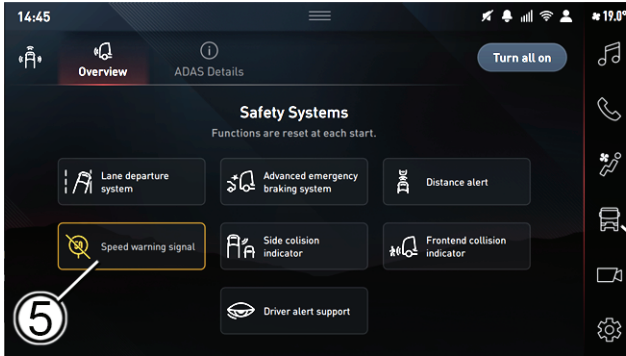 14:45
19.0°
Overview
ADAS Details
Turn all on
Safety Systems
Functions are reset at each start.
Lane departure
system
Advanced emergency
braking system
Distance alert
50
Speed warning signal
Side colision
indicator
Frontend collision
indicator
Driver alert support
5